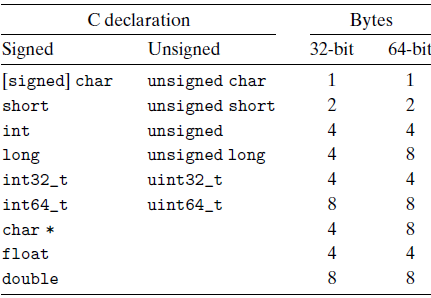 C declaration Bytes
Signed Unsigned 32-bit 64-bit
[signed] char unsigned char 1 1
short unsigned short 2 2
int unsigned 4 4
long unsigned long 4 8
int32_t uint32_t 4 4
int64_t uint64_t 8 8
char * 4 8
float 4 4
double 8 8